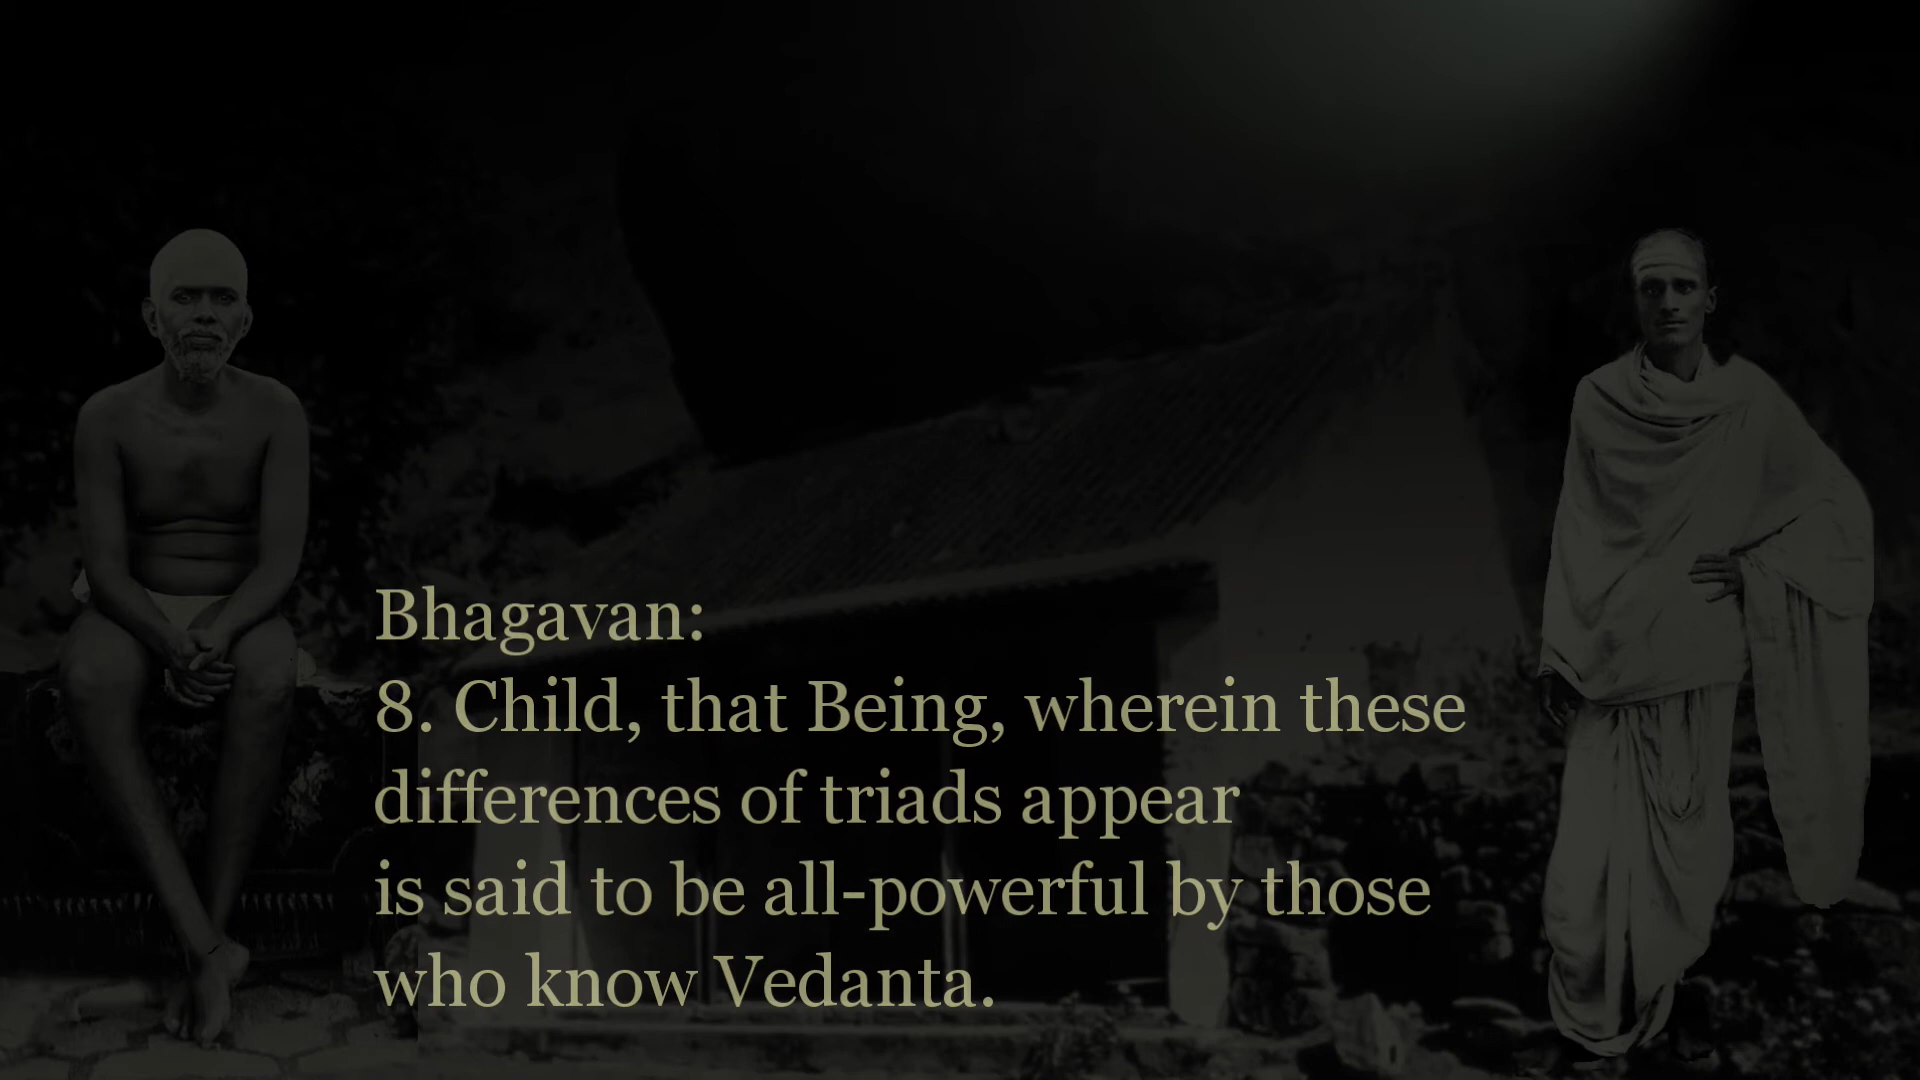 Bhagavan:
8. Child, that Being, wherein these
differences of triads appear
is said to be all-powerful by those
who know Vedanta.